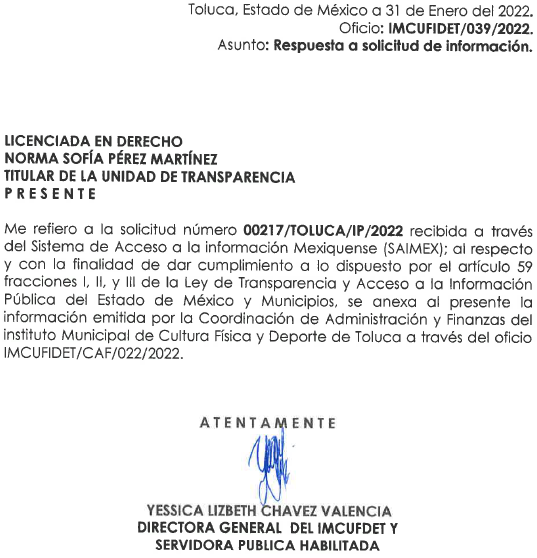 Toluca, Estado de México a 31 de Enero del 2022.
Oficio: IMCUFIDET/039/2022.
Asunto: Respuesta a solicitud de información.
LICENCIADA EN DERECHO
NORMA SOFÍA PÉREZ MARTÍNEZ
TITULAR DE LA UNIDAD DE TRANSPARENCIA
P R E S E N T E
Me refiero a la solicitud número 00217/TOLUCA/IP/2022 recibida a través
del Sistema de Acceso a la información Mexiquense (SAIMEX); al respecto
y con la finalidad de dar cumplimiento a lo dispuesto por el artículo 59
fracciones I, II, y III de la Ley de Transparencia y Acceso a la Información
Pública del Estado de México y Municipios, se anexa al presente la
información emitida por la Coordinación de Administración y Finanzas del
instituto Municipal de Cultura Física y Deporte de Toluca a través del oficio
IMCUFIDET/CAF/022/2022.
A T E N T A M E N T E
YESSICA LIZBETH CHAVEZ VALENCIA
DIRECTORA GENERAL DEL IMCUFDET Y
SERVIDORA PUBLICA HABILITADA